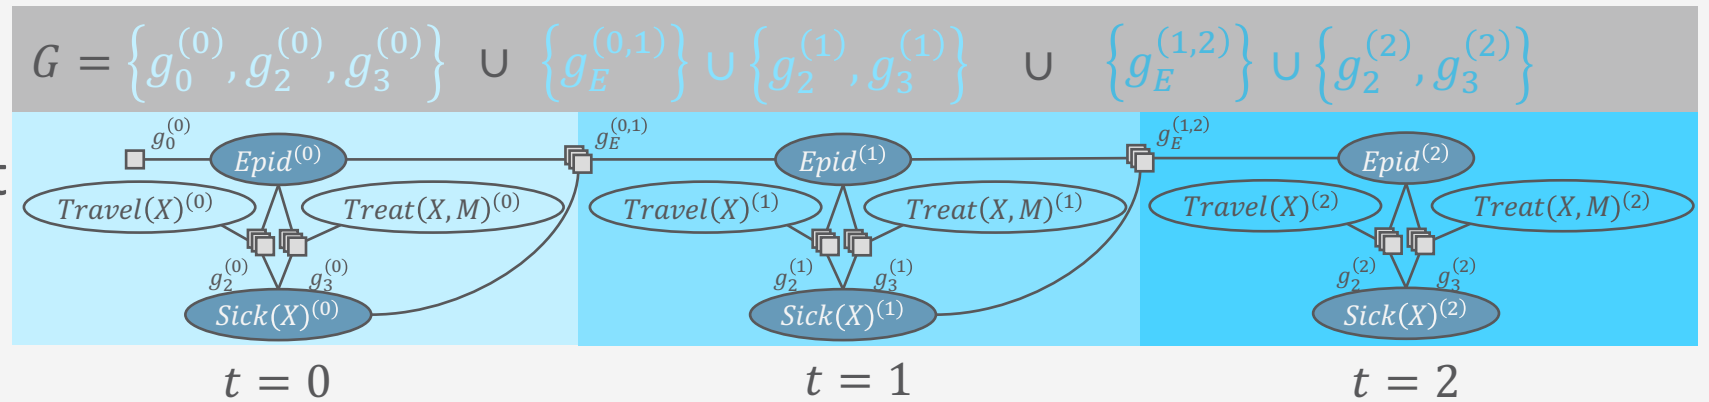 G = {g_0^{(0)}, g_2^{(0)}, g_3^{(0)}} ∪ {g_E^{(0,1)}} ∪ {g_2^{(1)}, g_3^{(1)}} ∪ {g_E^{(1,2)}} ∪ {g_2^{(2)}, g_3^{(2)}}
g_0^{(0)} g_E^{(0,1)} g_E^{(1,2)}
Epid^{(0)} Epid^{(1)} Epid^{(2)}
t
Travel(X)^{(0)} Treat(X, M)^{(0)} Travel(X)^{(1)} Treat(X, M)^{(1)} Travel(X)^{(2)} Treat(X, M)^{(2)}
g_2^{(0)} g_3^{(0)} g_2^{(1)} g_3^{(1)} g_2^{(2)} g_3^{(2)}
Sick(X)^{(0)} Sick(X)^{(1)} Sick(X)^{(2)}
t = 0 t = 1 t = 2